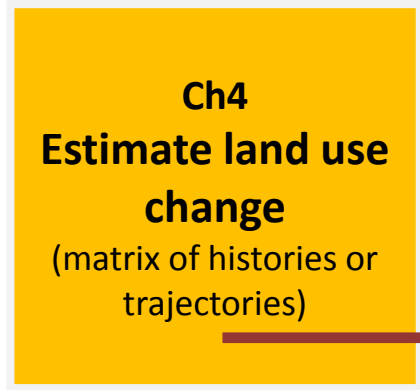 Ch4
Estimate land use
change
(matrix of histories or
trajectories)